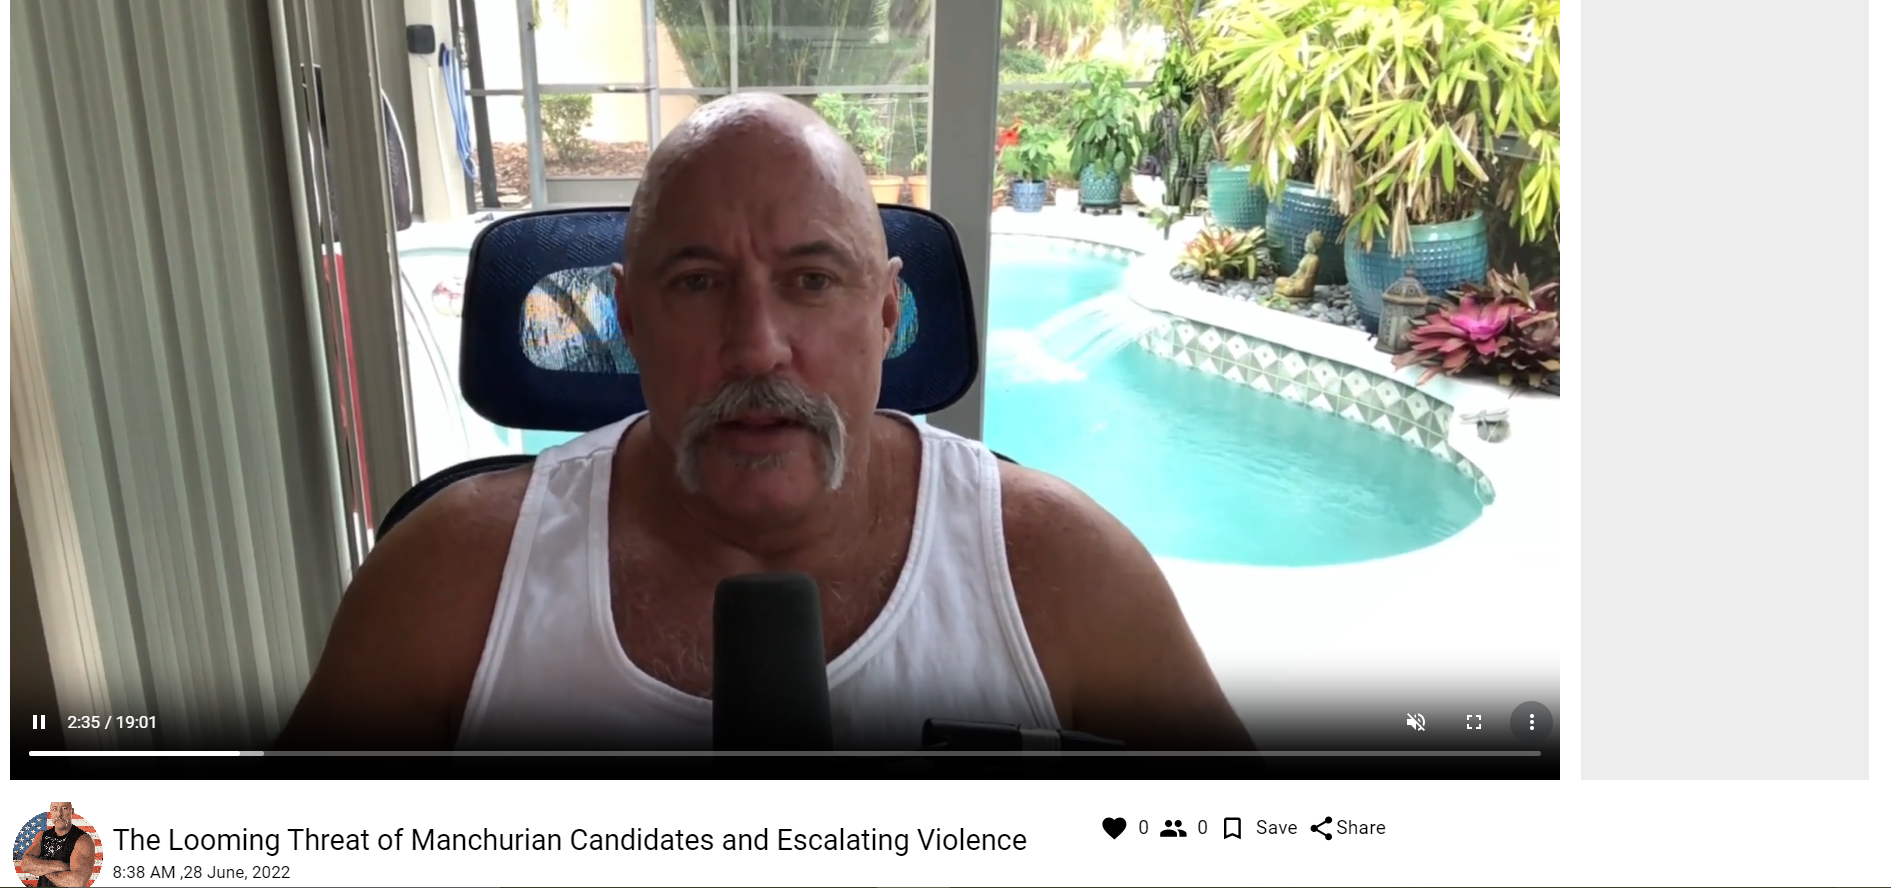 2:35 / 19:01
The Looming Threat of Manchurian Candidates and Escalating Violence
8:38 AM ,28 June, 2022
0
0
Save
Share